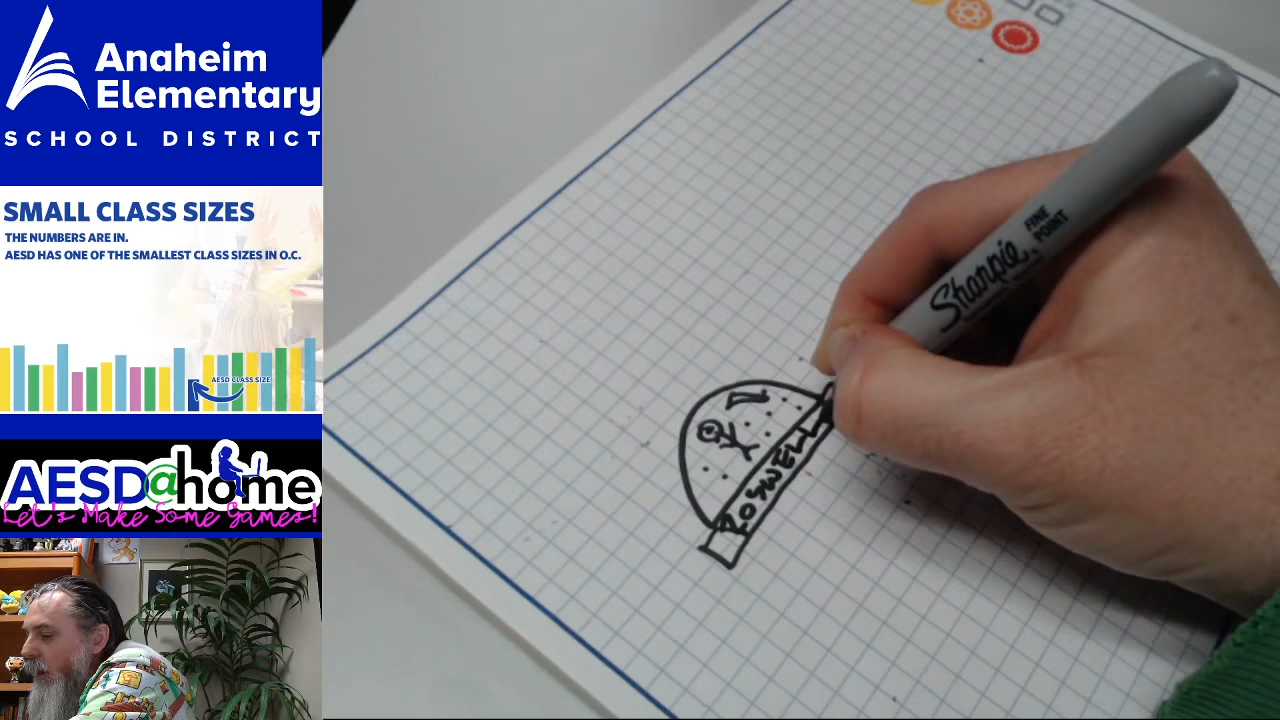 Anaheim
Elementary
SCHOOL DISTRICT
SMALL CLASS SIZES
THE NUMBERS ARE IN.
AESD HAS ONE OF THE SMALLEST CLASS SIZES IN O.C.
AESD CLASS SIZE
AESD@home
Let's Make Some Games!
Sharpie
FINE
POINT
ROSWELL